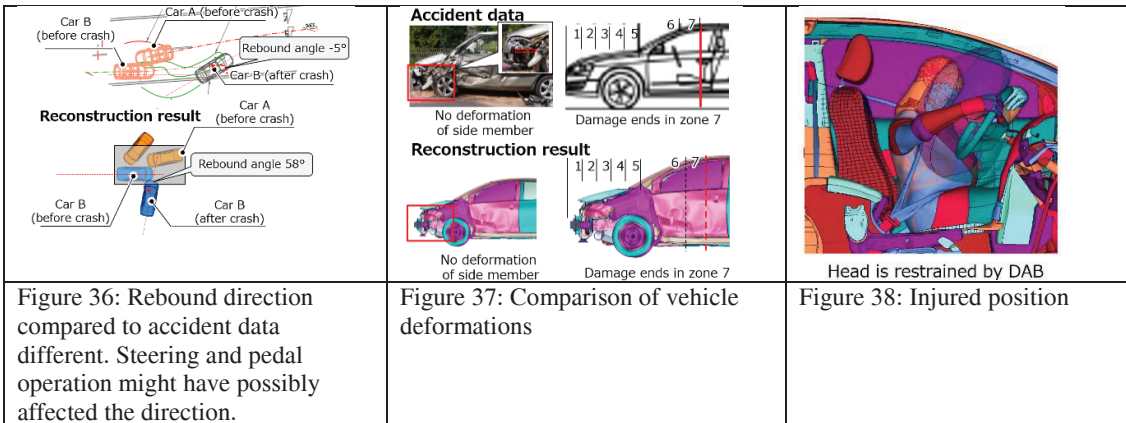 Car A (before crash)
Car B
(before crash)
Rebound angle -5°
Car B (after crash)
Reconstruction result
Car A
(before crash)
Rebound angle 58°
Car B
(before crash)
Car B
(after crash)
Accident data
1 2 3 4 5
6 7
No deformation
of side member
Damage ends in zone 7
Reconstruction result
1 2 3 4 5
6 7
No deformation
of side member
Damage ends in zone 7
Head is restrained by DAB
Figure 36: Rebound direction
compared to accident data
different. Steering and pedal
operation might have possibly
affected the direction.
Figure 37: Comparison of vehicle
deformations
Figure 38: Injured position